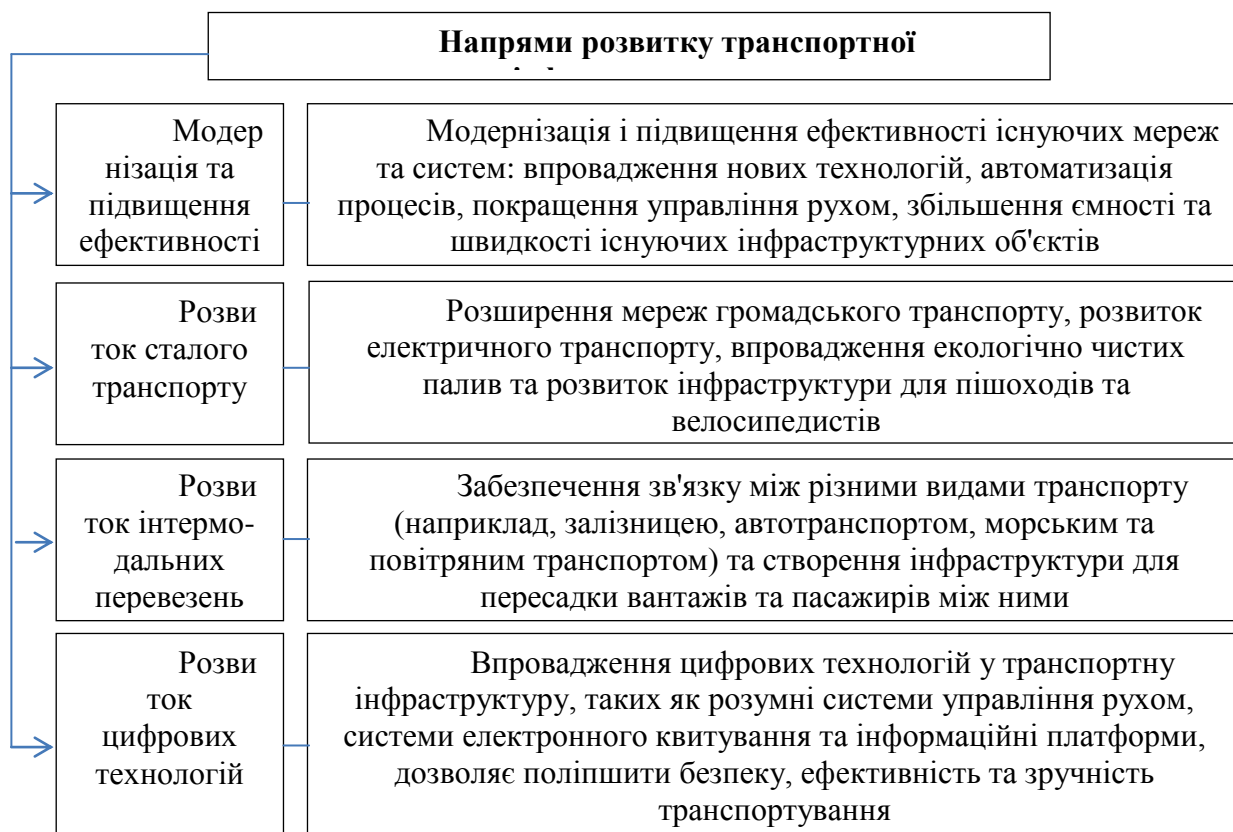 Напрями розвитку транспортної
Модер
нізація та
підвищення
ефективності
Модернізація і підвищення ефективності існуючих мереж
та систем: впровадження нових технологій, автоматизація
процесів, покращення управління рухом, збільшення ємності та
швидкості існуючих інфраструктурних об'єктів
Розви
ток сталого
транспорту
Розширення мереж громадського транспорту, розвиток
електричного транспорту, впровадження екологічно чистих
палив та розвиток інфраструктури для пішоходів та
велосипедистів
Розви
ток інтермо-
дальних
перевезень
Забезпечення зв'язку між різними видами транспорту
(наприклад, залізницею, автотранспортом, морським та
повітряним транспортом) та створення інфраструктури для
пересадки вантажів та пасажирів між ними
Розви
ток
цифрових
технологій
Впровадження цифрових технологій у транспортну
інфраструктуру, таких як розумні системи управління рухом,
системи електронного квитування та інформаційні платформи,
дозволяє поліпшити безпеку, ефективність та зручність
транспортування